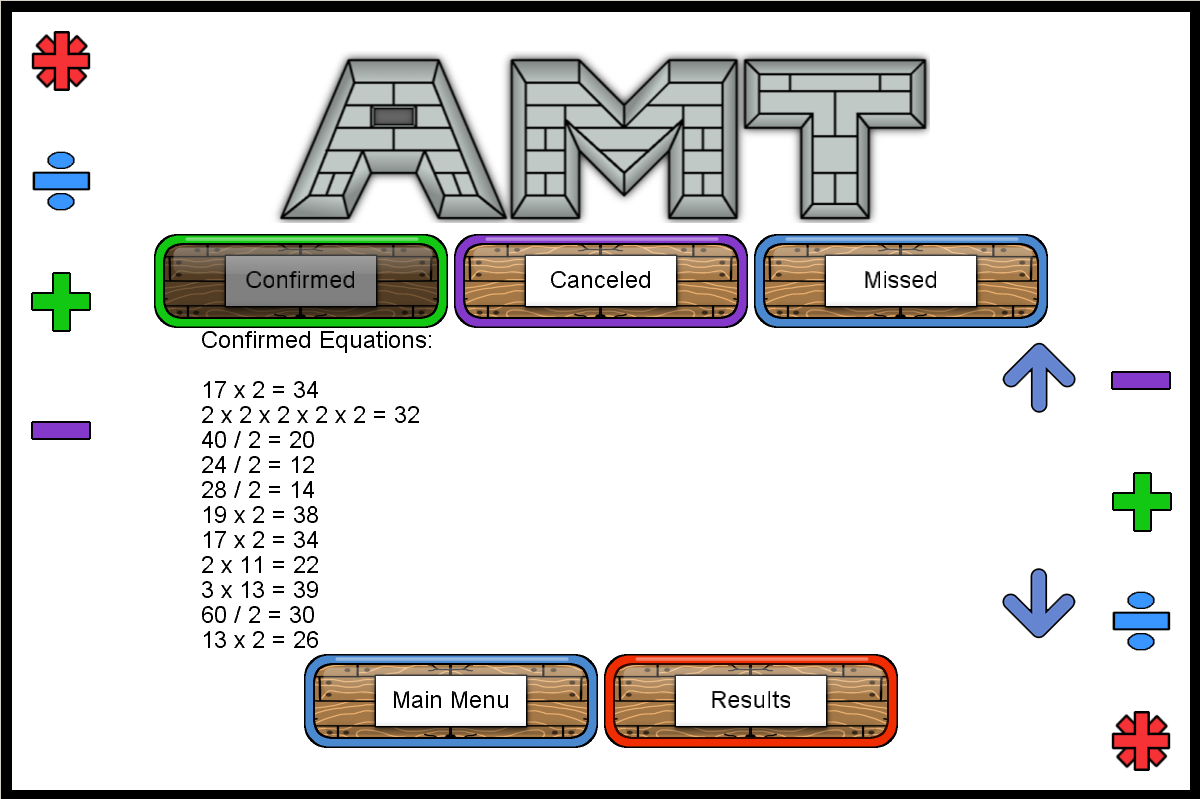 AMT
Confirmed
Canceled
Missed
Confirmed Equations:
17 x 2 = 34
2 x 2 x 2 x 2 x 2 = 32
40 / 2 = 20
24 / 2 = 12
28 / 2 = 14
19 x 2 = 38
17 x 2 = 34
2 x 11 = 22
3 x 13 = 39
60 / 2 = 30
13 x 2 = 26
Main Menu
Results